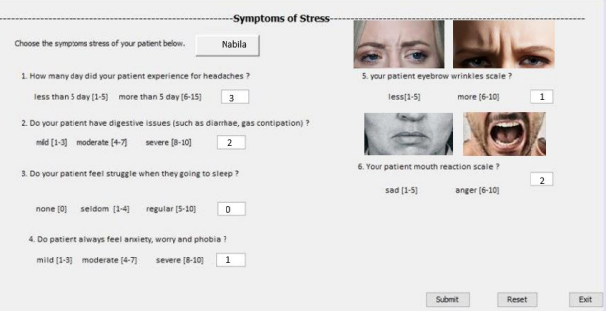 Symptoms of Stress
Choose the symptoms stress of your patient below. Nabila
1. How many day did your patient experience for headaches ?
less than 5 day [1-5] more than 5 day [6-15] 3
2. Do your patient have digestive issues (such as diarrhae, gas contipation) ?
mild [1-3] moderate [4-7] severe [8-10] 2
3. Do your patient feel struggle when they going to sleep ?
none [0] seldom [1-4] regular [5-10] 0
4. Do patient always feel anxiety, worry and phobia ?
mild [1-3] moderate [4-7] severe [8-10] 1
5. your patient eyebrow wrinkles scale ?
less[1-5] more [6-10] 1
6. Your patient mouth reaction scale ?
sad [1-5] anger [6-10] 2
Submit Reset Exit